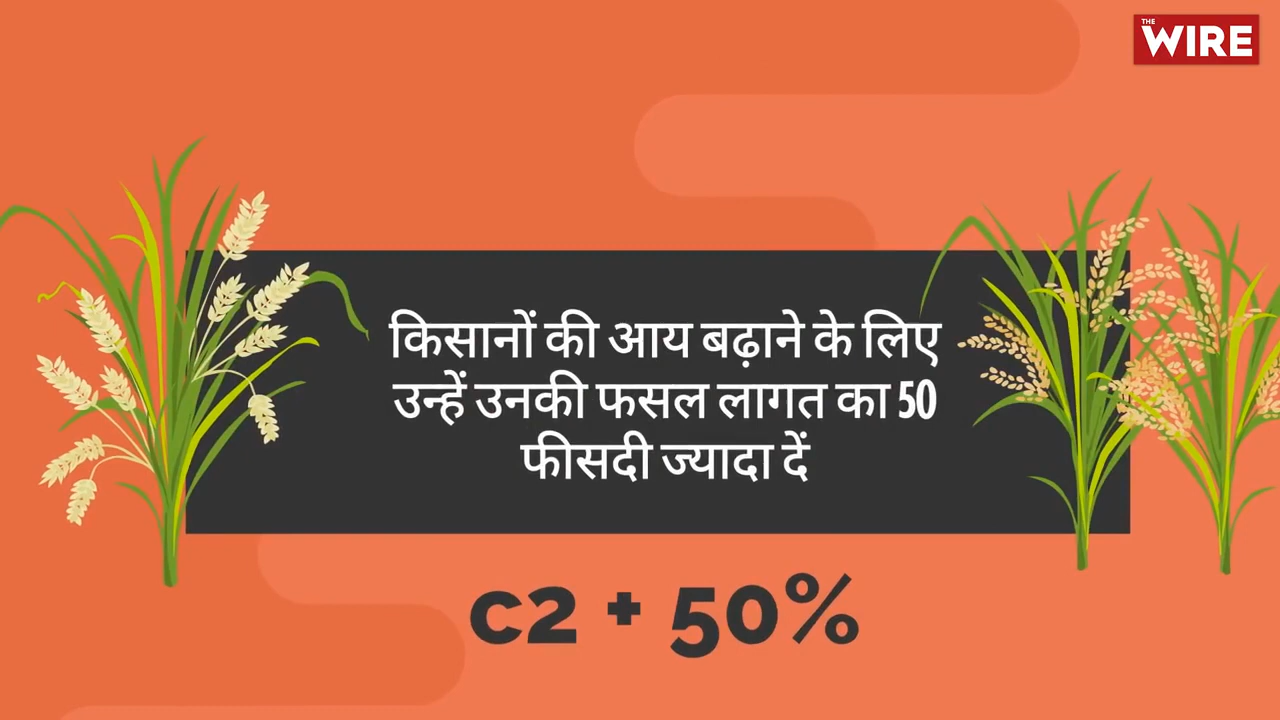 THE
WIRE
किसानों की आय बढ़ाने के लिए
उन्हें उनकी फसल लागत का 50
फीसदी ज्यादा दें
c2 + 50%